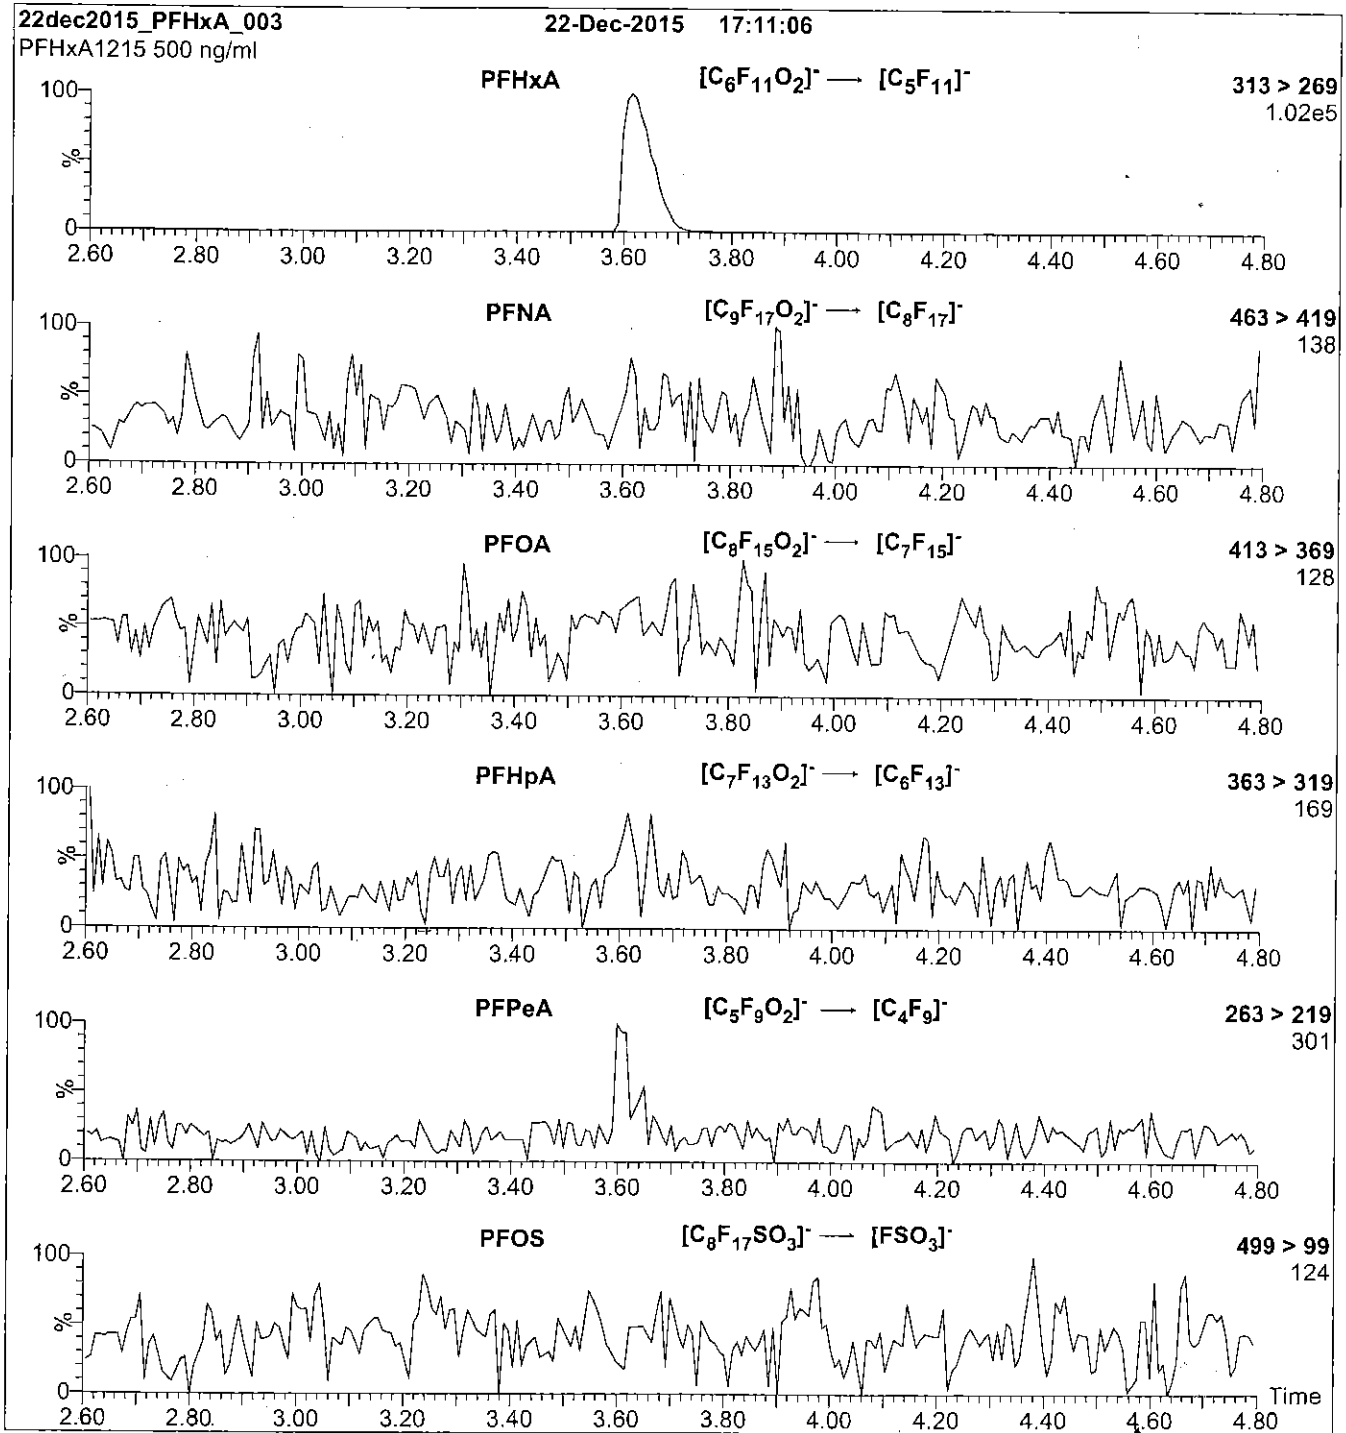 22dec2015_PFHxA_003 22-Dec-2015 17:11:06
PFHxA1215 500 ng/ml
PFHxA [C6F11O2]- → [C5F11]- 313 > 269
1.02e5
100
%
0
2.60 2.80 3.00 3.20 3.40 3.60 3.80 4.00 4.20 4.40 4.60 4.80
PFNA [C9F17O2]- → [C8F17]- 463 > 419
138
100
%
0
2.60 2.80 3.00 3.20 3.40 3.60 3.80 4.00 4.20 4.40 4.60 4.80
PFOA [C8F15O2]- → [C7F15]- 413 > 369
128
100
%
0
2.60 2.80 3.00 3.20 3.40 3.60 3.80 4.00 4.20 4.40 4.60 4.80
PFHpA [C7F13O2]- → [C6F13]- 363 > 319
169
100
%
0
2.60 2.80 3.00 3.20 3.40 3.60 3.80 4.00 4.20 4.40 4.60 4.80
PFPeA [C5F9O2]- → [C4F9]- 263 > 219
301
100
%
0
2.60 2.80 3.00 3.20 3.40 3.60 3.80 4.00 4.20 4.40 4.60 4.80
PFOS [C8F17SO3]- → [FSO3]- 499 > 99
124
100
%
0
Time
2.60 2.80 3.00 3.20 3.40 3.60 3.80 4.00 4.20 4.40 4.60 4.80